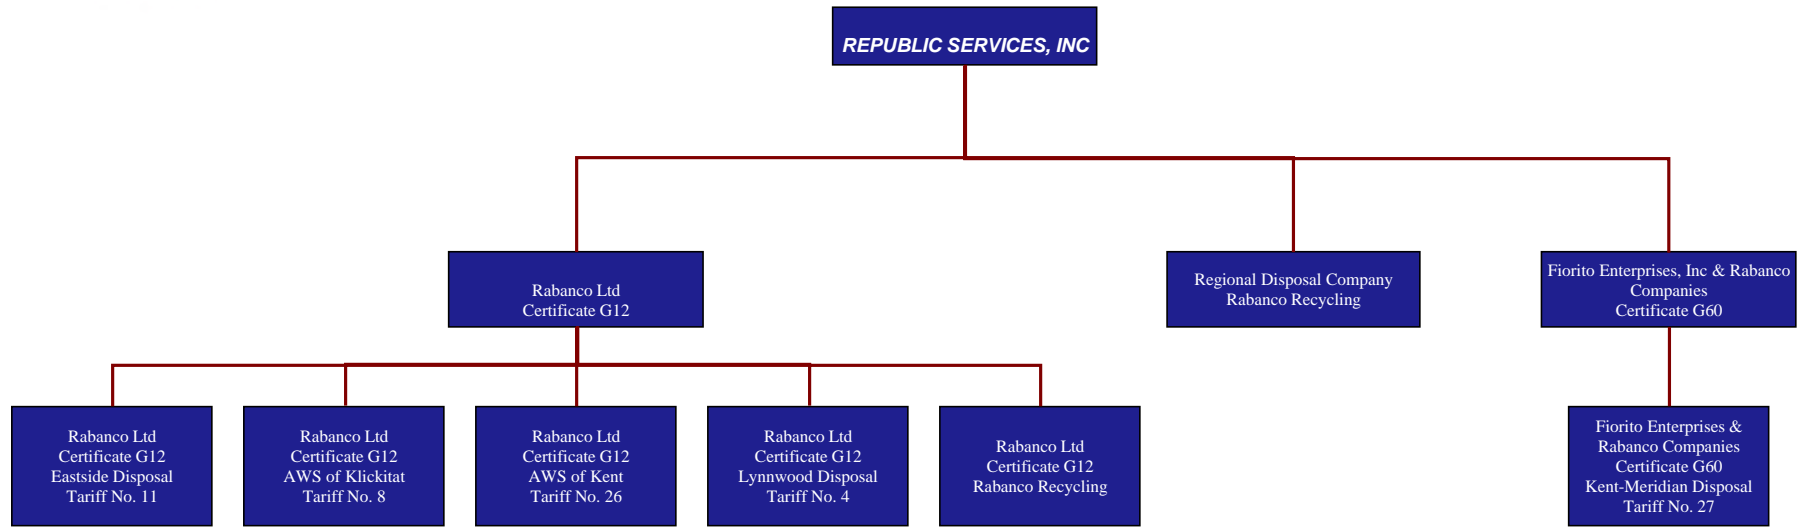 REPUBLIC SERVICES, INC
Rabanco Ltd
Certificate G12
Regional Disposal Company
Rabanco Recycling
Fiorito Enterprises, Inc & Rabanco
Companies
Certificate G60
Rabanco Ltd
Certificate G12
Eastside Disposal
Tariff No. 11
Rabanco Ltd
Certificate G12
AWS of Klickitat
Tariff No. 8
Rabanco Ltd
Certificate G12
AWS of Kent
Tariff No. 26
Rabanco Ltd
Certificate G12
Lynnwood Disposal
Tariff No. 4
Rabanco Ltd
Certificate G12
Rabanco Recycling
Fiorito Enterprises &
Rabanco Companies
Certificate G60
Kent-Meridian Disposal
Tariff No. 27